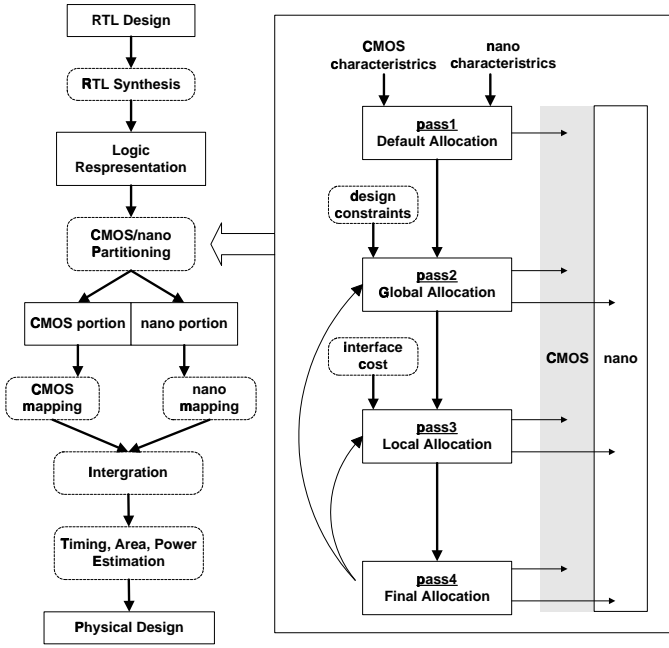 RTL Design
RTL Synthesis
Logic
Respresentation
CMOS/nano
Partitioning
CMOS portion
nano portion
CMOS
mapping
nano
mapping
Intergration
Timing, Area, Power
Estimation
Physical Design
CMOS
characteristrics
nano
characteristrics
pass1
Default Allocation
design
constraints
pass2
Global Allocation
interface
cost
CMOS
nano
pass3
Local Allocation
pass4
Final Allocation